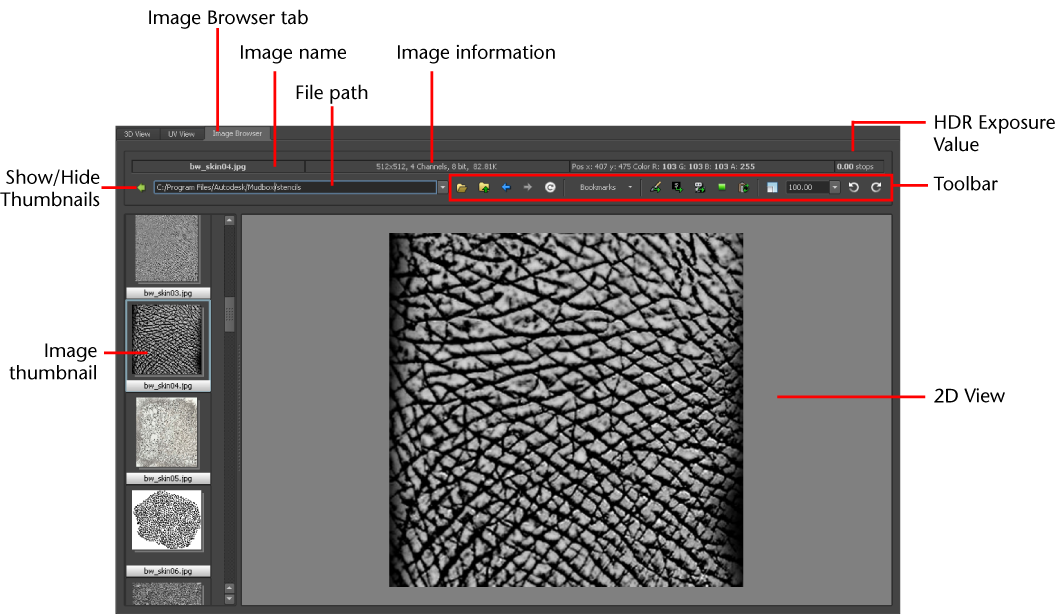 Image Browser tab
Image name
Image information
File path
HDR Exposure
Value
3D View
UV View
Image Browser
bw_skin04.jpg
512x512, 4 Channels, 8 bit, 82.81K
Pos x: 407 y: 475 Color R: 103 G: 103 B: 103 A: 255
0.00 stops
Show/Hide
Thumbnails
C:/Program Files/Autodesk/Mudbox/stencils
Bookmarks
100.00
Toolbar
bw_skin03.jpg
Image
thumbnail
bw_skin04.jpg
2D View
bw_skin05.jpg
bw_skin06.jpg